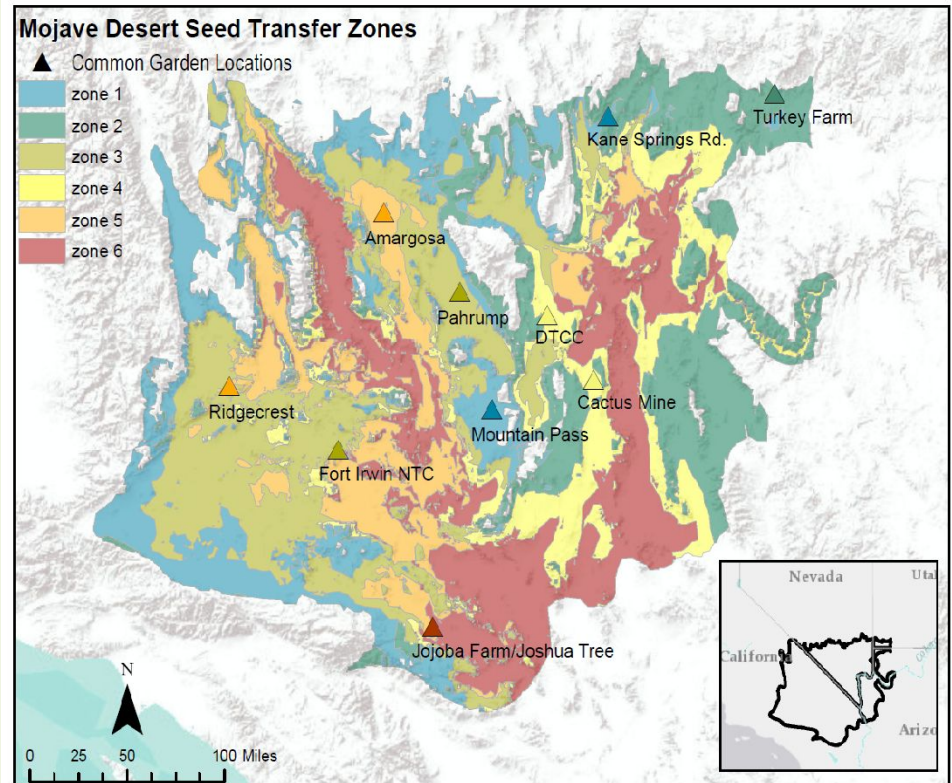 Mojave Desert Seed Transfer Zones
Common Garden Locations
zone 1
zone 2
zone 3
zone 4
zone 5
zone 6
Turkey Farm
Kane Springs Rd.
Amargosa
Pahrump
DTCC
Cactus Mine
Ridgecrest
Mountain Pass
Fort Irwin NTC
Jojoba Farm/Joshua Tree
N
0 25 50 100 Miles
Nevada
Utah
California
Arizo